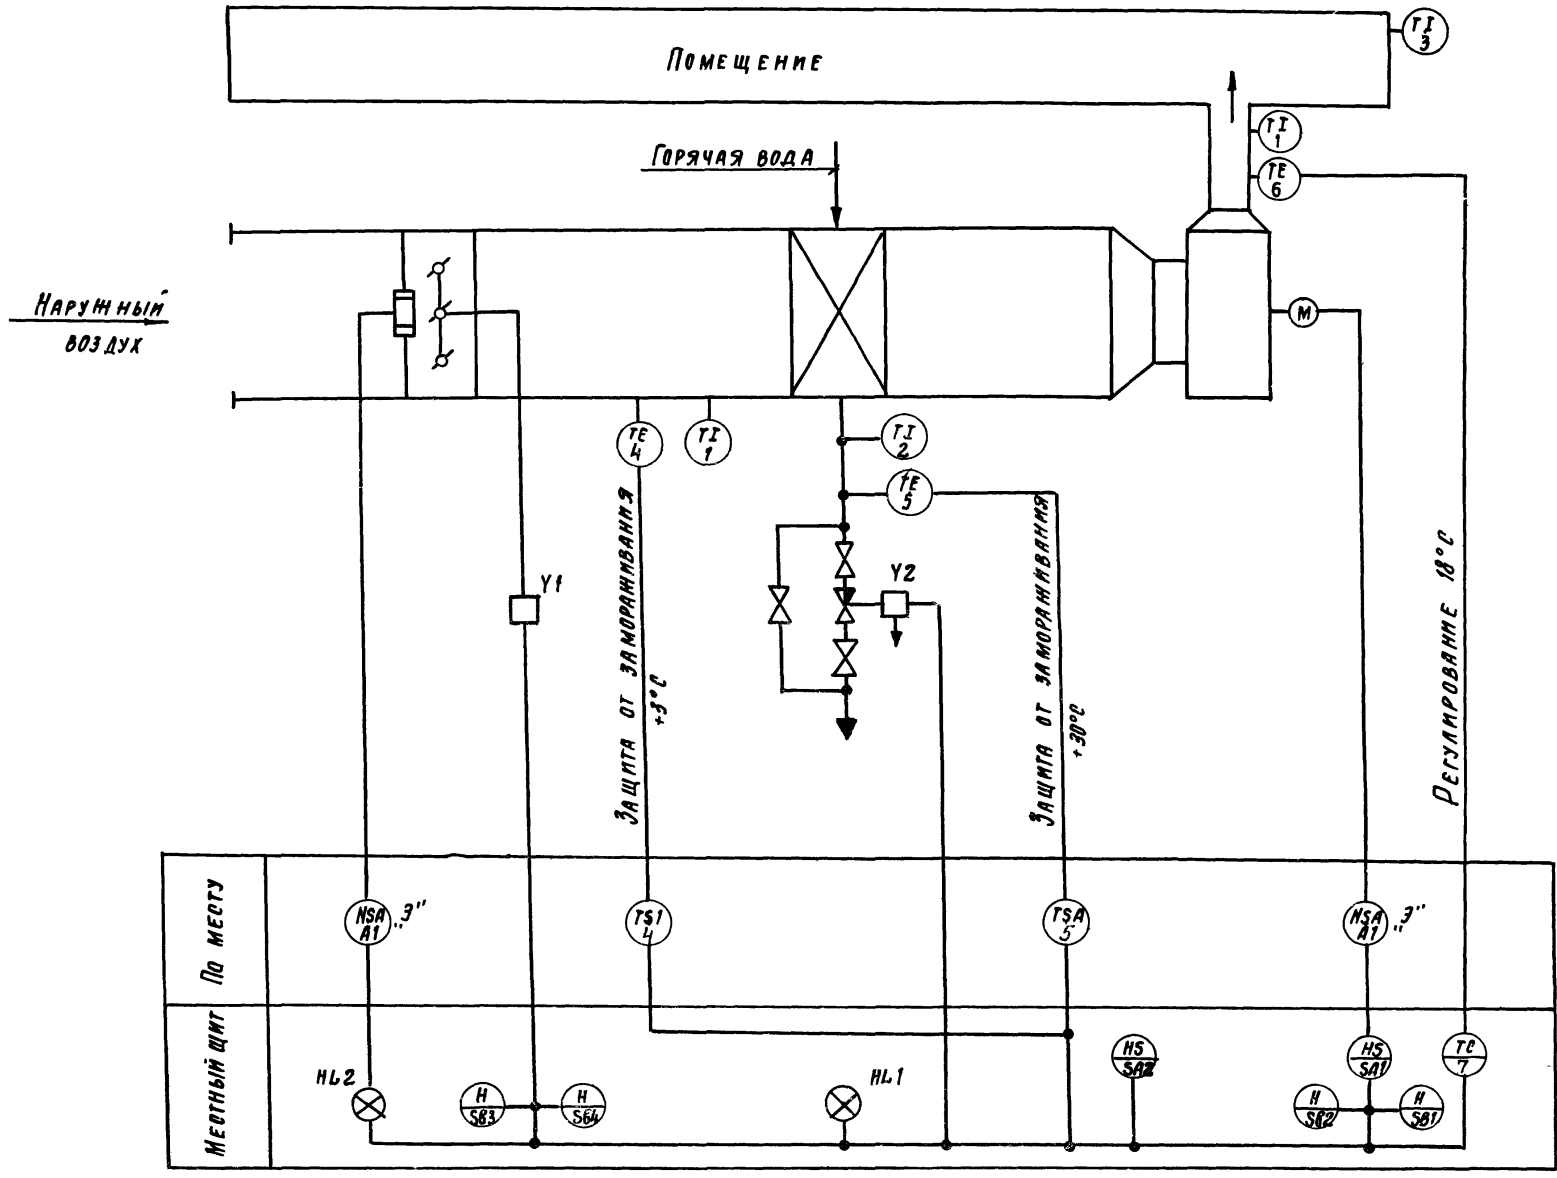 Помещение
TI
3
TI
1
TE
6
Горячая вода
Наружный
воздух
M
TE
4
TI
1
TI
2
TE
5
Y1
Y2
Защита от замораживания
+3°C
Защита от замораживания
+30°C
Регулирование 18°C
По месту
NSA
A1
„Э"
TS1
4
TSA
5
NSA
A1
„Э"
Местный щит
HL2
H
SB3
H
SB4
HL1
HS
SA2
HS
SA1
H
SB2
H
SB1
TC
7